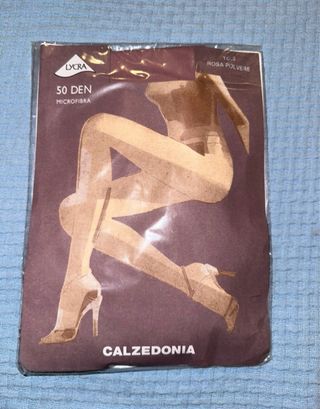 LYCRA
50 DEN
MICROFIBRA
ROSA POLVERE
CALZEDONIA